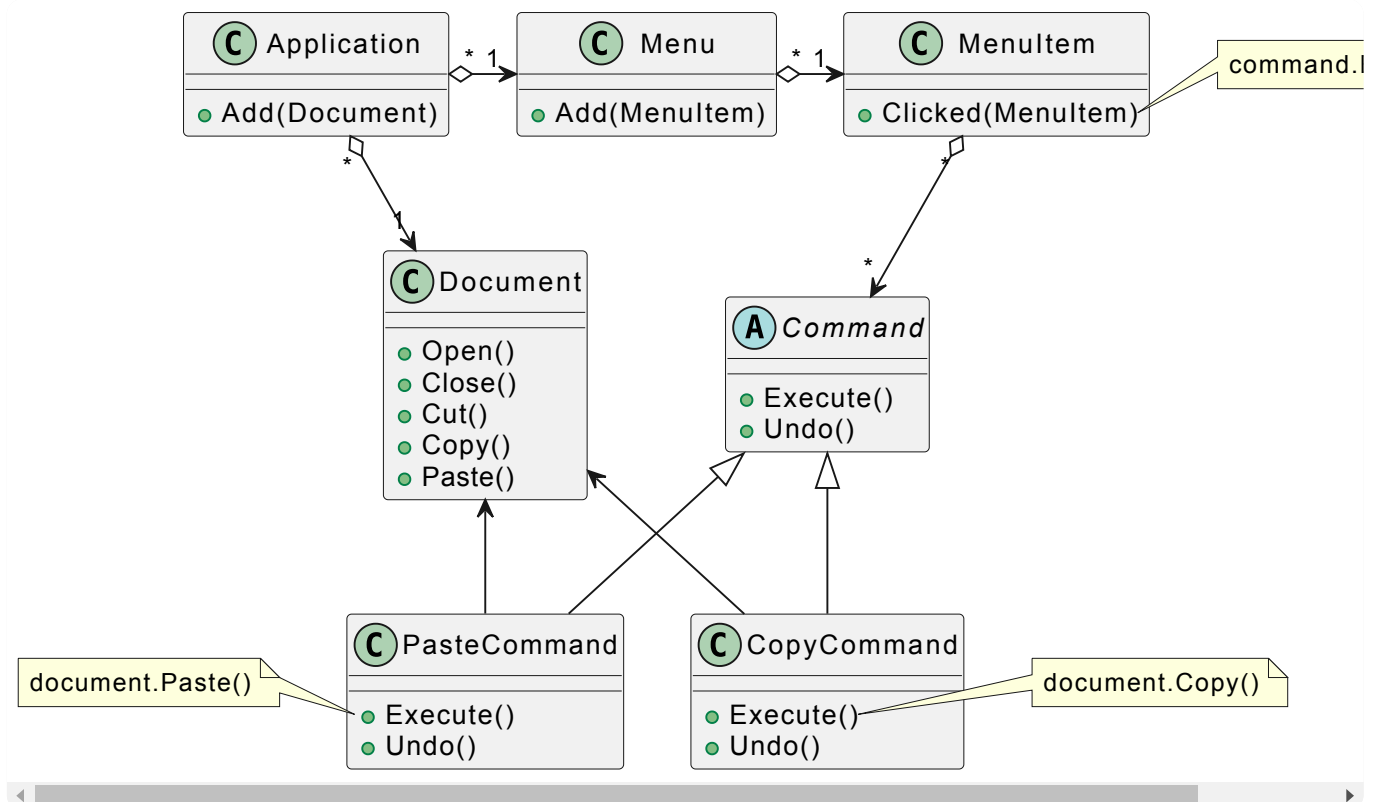 C Application
* 1
C Menu
* 1
C MenuItem
command.
Add(Document)
Add(MenuItem)
Clicked(MenuItem)
*
*
1
*
C Document
A Command
Open()
Close()
Cut()
Copy()
Paste()
Execute()
Undo()
C PasteCommand
C CopyCommand
document.Paste()
document.Copy()
Execute()
Undo()
Execute()
Undo()